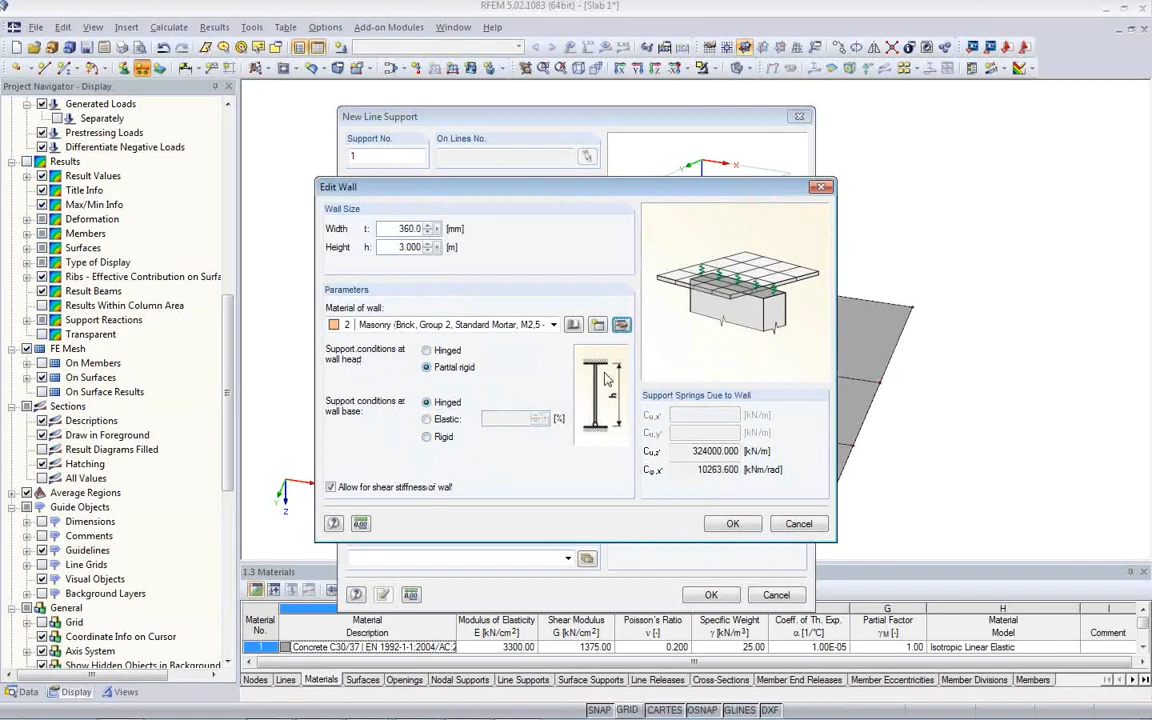 RFEM 5.02.1083 (64bit) - [Slab 1*]
File Edit View Insert Calculate Results Tools Table Options Add-on Modules Window Help
Project Navigator - Display
Generated Loads
Separately
Prestressing Loads
Differentiate Negative Loads
Results
Result Values
Title Info
Max/Min Info
Deformation
Members
Surfaces
Type of Display
Ribs - Effective Contribution on Surfa
Result Beams
Results Within Column Area
Support Reactions
Transparent
FE Mesh
On Members
On Surfaces
On Surface Results
Sections
Descriptions
Draw in Foreground
Result Diagrams Filled
Hatching
All Values
Average Regions
Guide Objects
Dimensions
Comments
Guidelines
Line Grids
Visual Objects
Background Layers
General
Grid
Coordinate Info on Cursor
Axis System
Show Hidden Objects in Background
Data Display Views
New Line Support
Support No.
On Lines No.
1
X
Y
Edit Wall
Wall Size
Width t: 360.0 [mm]
Height h: 3.000 [m]
Parameters
Material of wall:
2 Masonry (Brick, Group 2, Standard Mortar, M2,5 -
Support conditions at wall head:
Hinged
Partial rigid
Support conditions at wall base:
Hinged
Elastic: [%]
Rigid
h
Allow for shear stiffness of wall
Support Springs Due to Wall
Cu,x' [kN/m]
Cu,y' [kN/m]
Cu,z' 324000.000 [kN/m]
Cφ,x' 10263.600 [kNm/rad]
OK Cancel
OK Cancel
Y
Z
1.3 Materials
G H I
Material No.
Material Description
Modulus of Elasticity E [kN/cm2]
Shear Modulus G [kN/cm2]
Poisson's Ratio ν [-]
Specific Weight γ [kN/m3]
Coeff. of Th. Exp. α [1/°C]
Partial Factor γM [-]
Material Model
Comment
1 Concrete C30/37 | EN 1992-1-1:2004/AC:2 3300.00 1375.00 0.200 25.00 1.00E-05 1.00 Isotropic Linear Elastic
Nodes Lines Materials Surfaces Openings Nodal Supports Line Supports Surface Supports Line Releases Cross-Sections Member End Releases Member Eccentricities Member Divisions Members
SNAP GRID CARTES OSNAP GLINES DXF